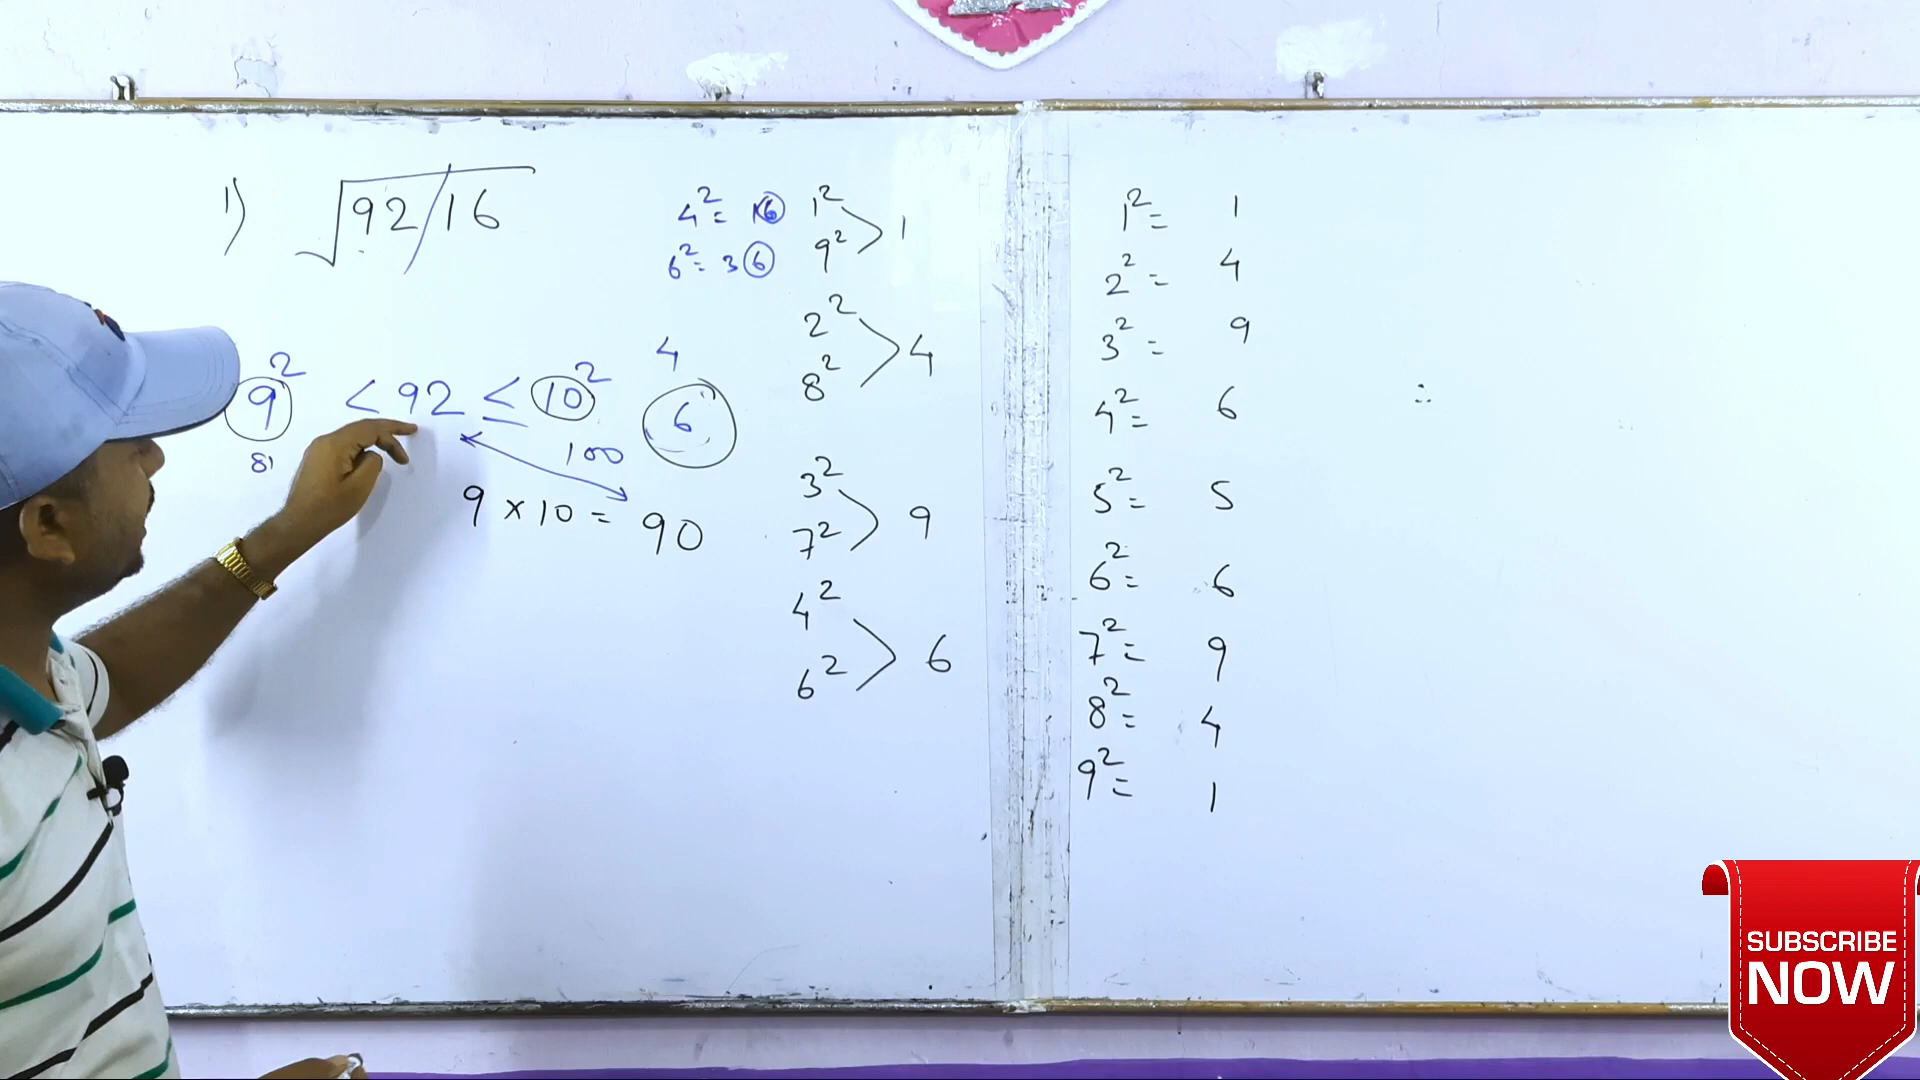 1) √92/16
4² = 16
6² = 36
1²
9² > 1
2²
8² > 4
9² < 92 ≤ 10²
81
100
4
6
9 × 10 = 90
3²
7² > 9
4²
6² > 6
1² = 1
2² = 4
3² = 9
4² = 6
5² = 5
6² = 6
7² = 9
8² = 4
9² = 1
SUBSCRIBE
NOW